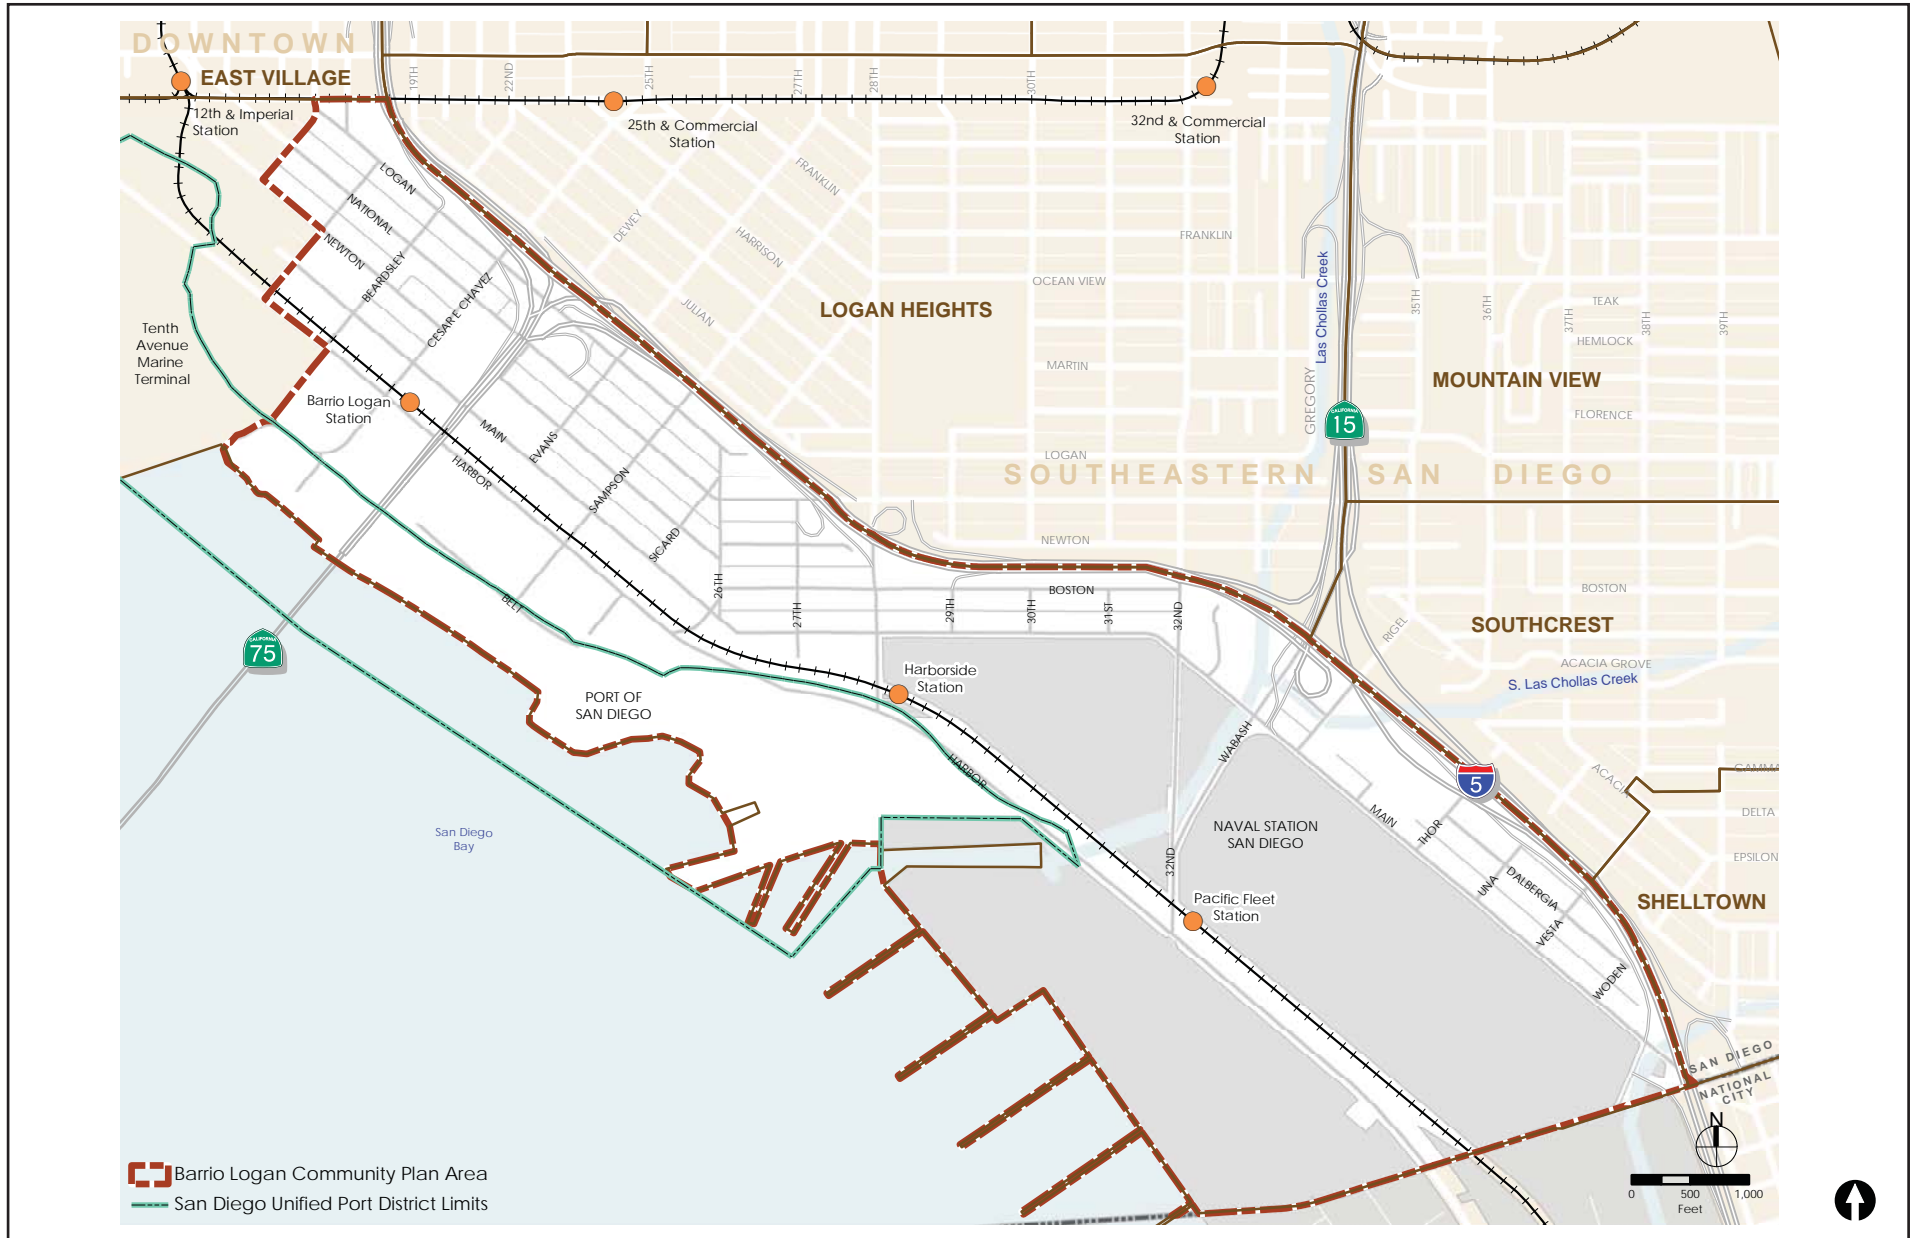 DOWNTOWN
EAST VILLAGE
12th & Imperial
Station
19TH
22ND
25TH
27TH
28TH
30TH
25th & Commercial
Station
32nd & Commercial
Station
LOGAN
NATIONAL
NEWTON
BEARDSLEY
CESAR E CHAVEZ
FRANKLIN
DEWEY
HARRISON
JULIAN
FRANKLIN
OCEAN VIEW
LOGAN HEIGHTS
MARTIN
LOGAN
NEWTON
Las Chollas Creek
GREGORY
35TH
36TH
37TH
38TH
39TH
TEAK
HEMLOCK
MOUNTAIN VIEW
FLORENCE
CALIFORNIA
15
SOUTHEASTERN SAN DIEGO
Tenth
Avenue
Marine
Terminal
Barrio Logan
Station
MAIN
HARBOR
EVANS
SAMPSON
SICARD
BELT
26TH
27TH
29TH
30TH
31ST
32ND
BOSTON
BOSTON
SOUTHCREST
RIGEL
ACACIA GROVE
S. Las Chollas Creek
CALIFORNIA
75
PORT OF
SAN DIEGO
Harborside
Station
HARBOR
WABASH
32ND
NAVAL STATION
SAN DIEGO
Pacific Fleet
Station
5
MAIN
THOR
UNA
DALBERGIA
VESTA
WODEN
ACACIA
GAMMA
DELTA
EPSILON
SHELLTOWN
San Diego
Bay
SAN DIEGO
NATIONAL
CITY
N
0 500 1,000
Feet
Barrio Logan Community Plan Area
San Diego Unified Port District Limits